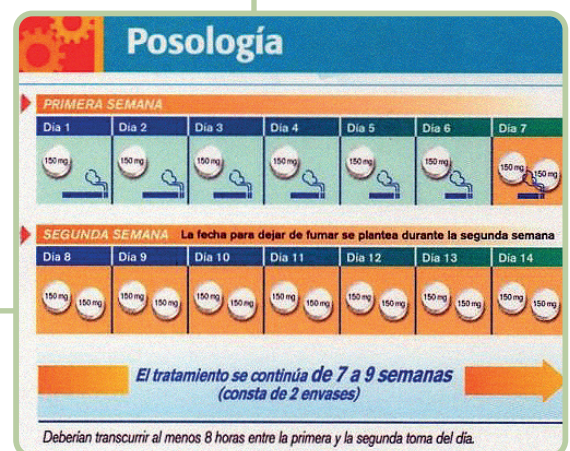 Posología
PRIMERA SEMANA
Día 1 Día 2 Día 3 Día 4 Día 5 Día 6 Día 7
150 mg 150 mg 150 mg 150 mg 150 mg 150 mg 150 mg 150 mg
SEGUNDA SEMANA La fecha para dejar de fumar se plantea durante la segunda semana
Día 8 Día 9 Día 10 Día 11 Día 12 Día 13 Día 14
150 mg 150 mg 150 mg 150 mg 150 mg 150 mg 150 mg 150 mg 150 mg 150 mg 150 mg 150 mg 150 mg 150 mg
El tratamiento se continúa de 7 a 9 semanas
(consta de 2 envases)
Deberían transcurrir al menos 8 horas entre la primera y la segunda toma del día.